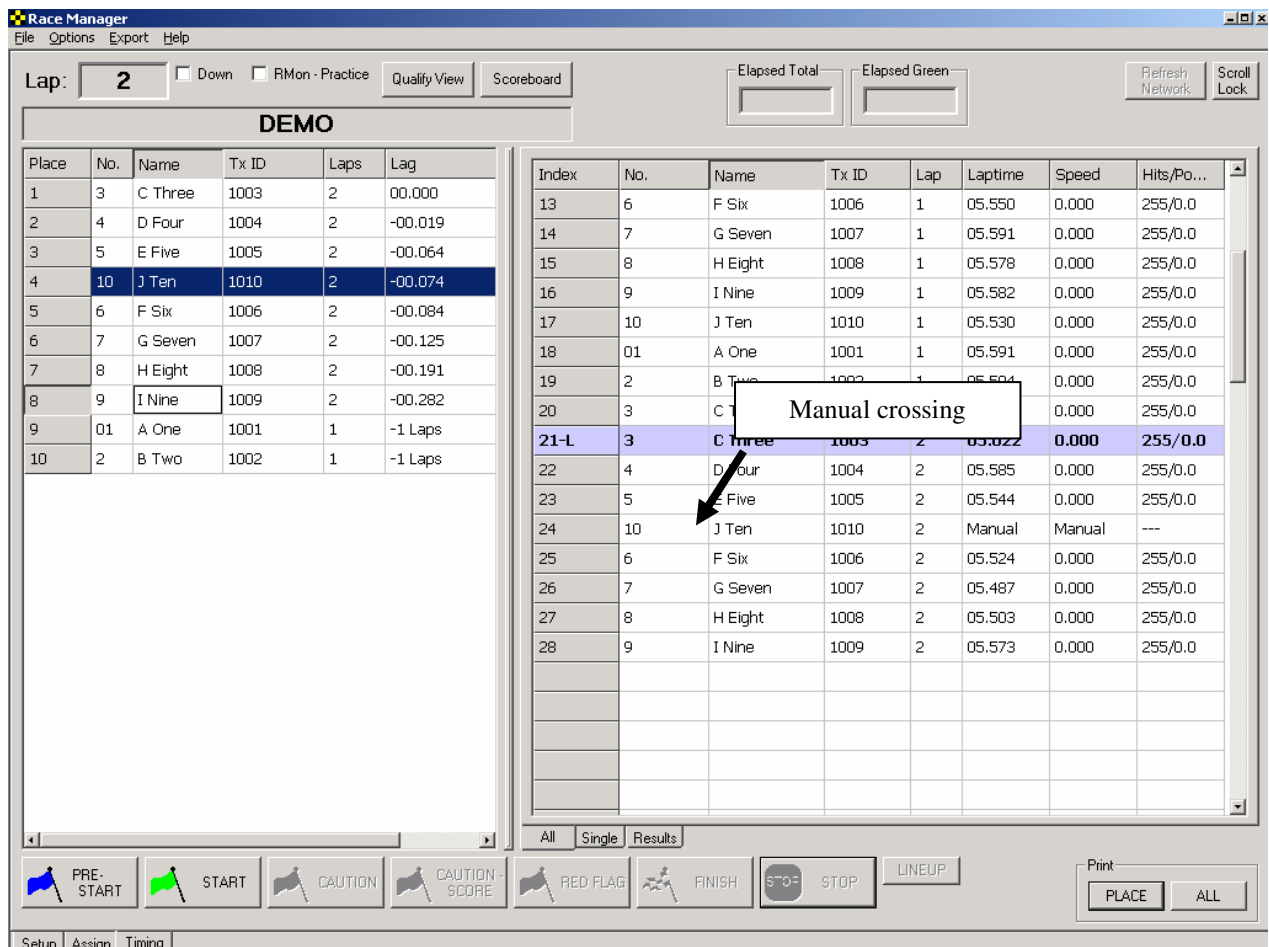 Race Manager
File Options Export Help
Lap: 2 Down RMon - Practice Qualify View Scoreboard Elapsed Total Elapsed Green Refresh Network Scroll Lock
DEMO
Place No. Name Tx ID Laps Lag
1 3 C Three 1003 2 00.000
2 4 D Four 1004 2 -00.019
3 5 E Five 1005 2 -00.064
4 10 J Ten 1010 2 -00.074
5 6 F Six 1006 2 -00.084
6 7 G Seven 1007 2 -00.125
7 8 H Eight 1008 2 -00.191
8 9 I Nine 1009 2 -00.282
9 01 A One 1001 1 -1 Laps
10 2 B Two 1002 1 -1 Laps
Index No. Name Tx ID Lap Laptime Speed Hits/Po...
13 6 F Six 1006 1 05.550 0.000 255/0.0
14 7 G Seven 1007 1 05.591 0.000 255/0.0
15 8 H Eight 1008 1 05.578 0.000 255/0.0
16 9 I Nine 1009 1 05.582 0.000 255/0.0
17 10 J Ten 1010 1 05.530 0.000 255/0.0
18 01 A One 1001 1 05.591 0.000 255/0.0
19 2 B Two 1002 1 0.000 255/0.0
20 3 C 0.000 255/0.0
Manual crossing
21-L 3 C Three 1003 2 05.622 0.000 255/0.0
22 4 D Four 1004 2 05.585 0.000 255/0.0
23 5 E Five 1005 2 05.544 0.000 255/0.0
24 10 J Ten 1010 2 Manual Manual ---
25 6 F Six 1006 2 05.524 0.000 255/0.0
26 7 G Seven 1007 2 05.487 0.000 255/0.0
27 8 H Eight 1008 2 05.503 0.000 255/0.0
28 9 I Nine 1009 2 05.573 0.000 255/0.0
All Single Results
PRE-START START CAUTION CAUTION - SCORE RED FLAG FINISH STOP STOP LINEUP Print
PLACE ALL
Setup Assign Timing